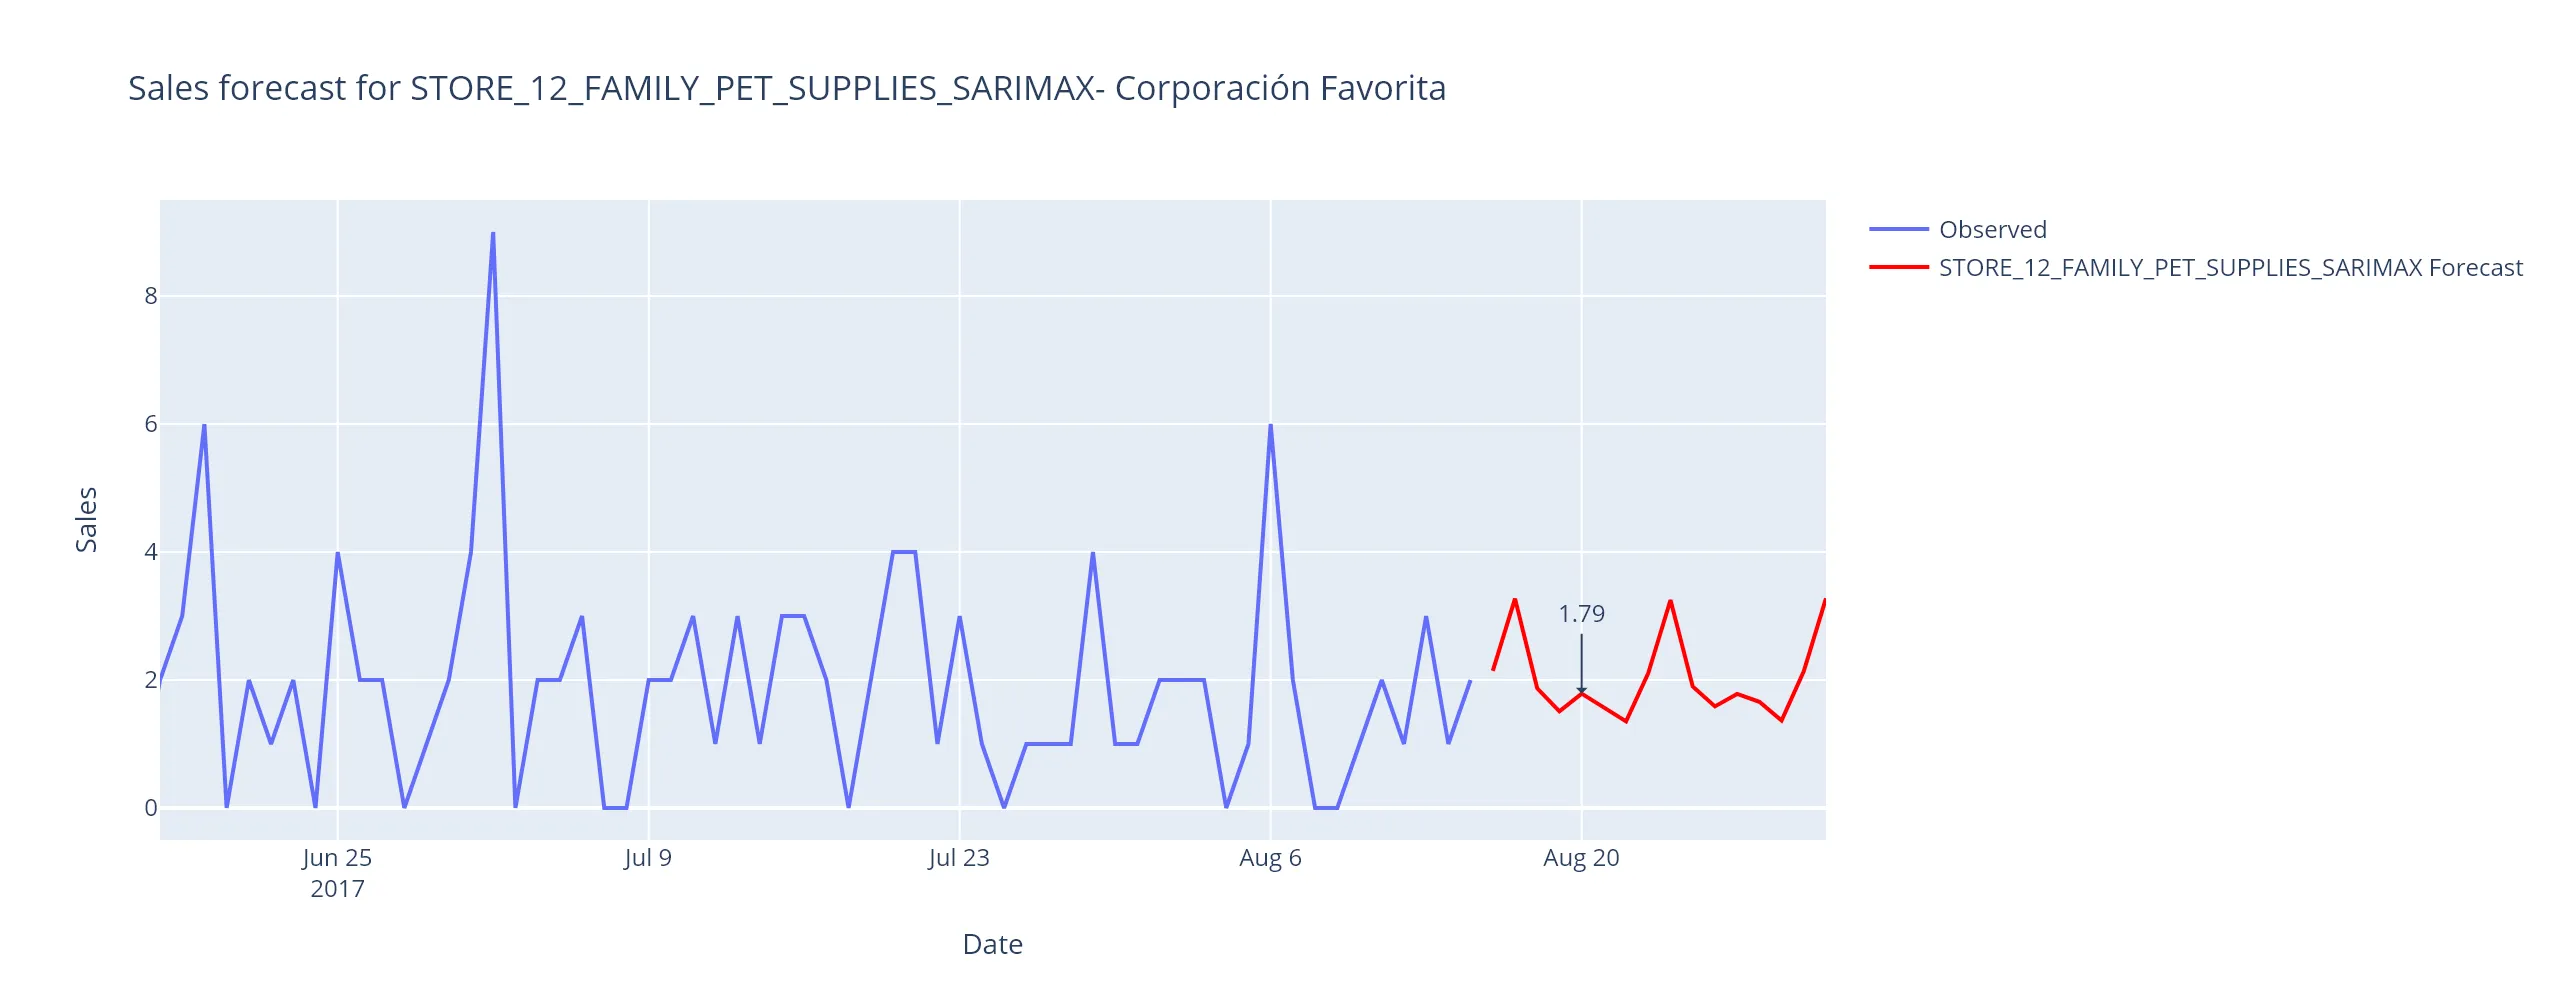 Sales forecast for STORE_12_FAMILY_PET_SUPPLIES_SARIMAX- Corporación Favorita
Observed
STORE_12_FAMILY_PET_SUPPLIES_SARIMAX Forecast
8
6
4
2
0
Sales
1.79
Jun 25
2017
Jul 9
Jul 23
Aug 6
Aug 20
Date